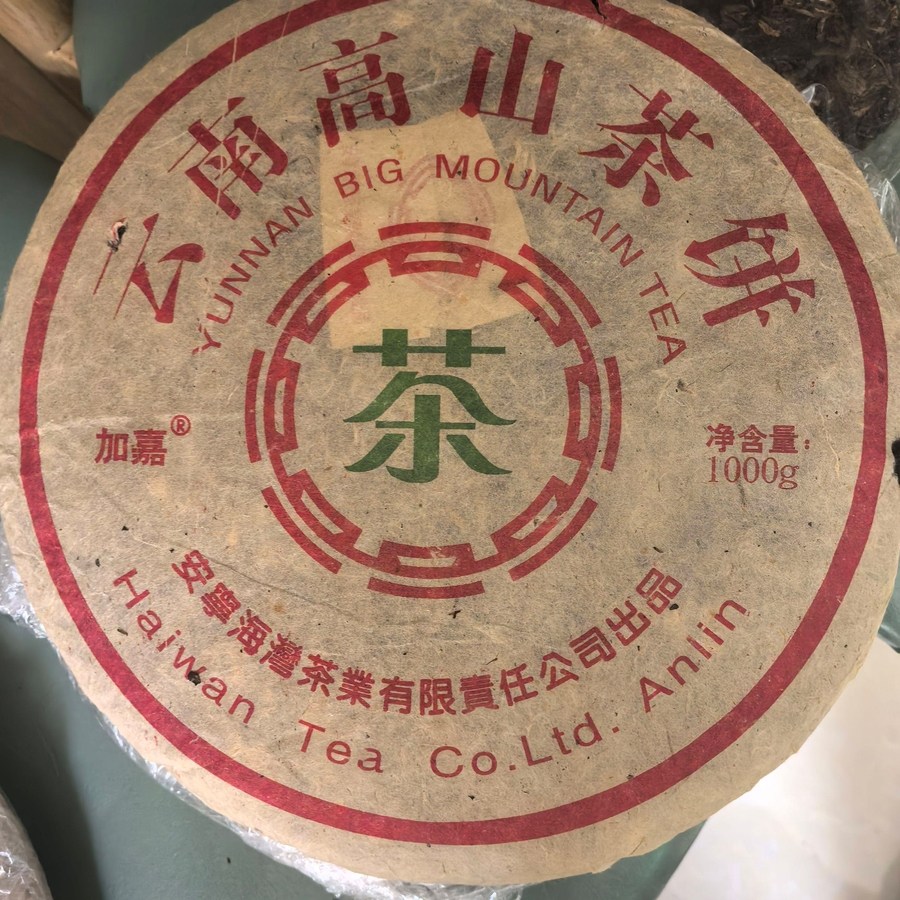 云南高山茶饼
YUNNAN BIG MOUNTAIN TEA
茶
加嘉®
净含量:
1000g
安寧海灣茶業有限責任公司出品
Haiwan Tea Co.Ltd. Anlin